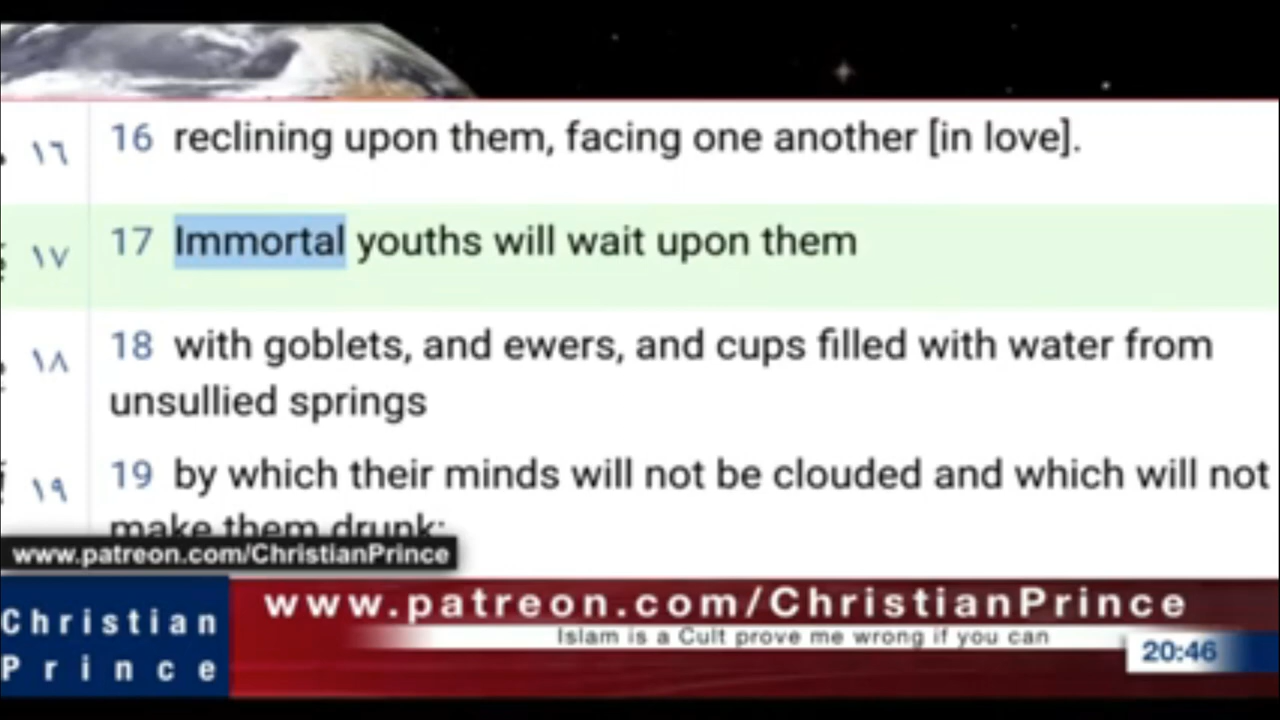 ١٦ 16 reclining upon them, facing one another [in love].
١٧ 17 Immortal youths will wait upon them
١٨ 18 with goblets, and ewers, and cups filled with water from
unsullied springs
١٩ 19 by which their minds will not be clouded and which will not
make them drunk;
www.patreon.com/ChristianPrince
www.patreon.com/ChristianPrince
Islam is a Cult prove me wrong if you can
Christian
Prince
20:46